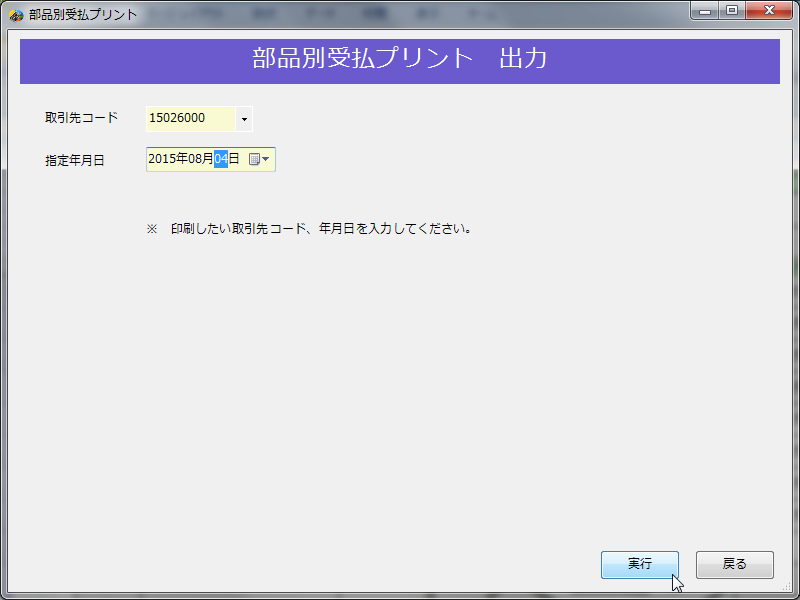 部品別受払プリント
部品別受払プリント　出力
取引先コード 15026000
指定年月日 2015年08月04日
※　印刷したい取引先コード、年月日を入力してください。
実行 戻る